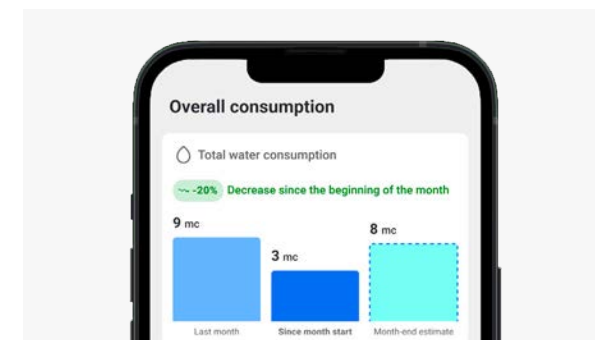 Overall consumption
Total water consumption
-20% Decrease since the beginning of the month
9 mc
3 mc
8 mc
Last month
Since month start
Month-end estimate